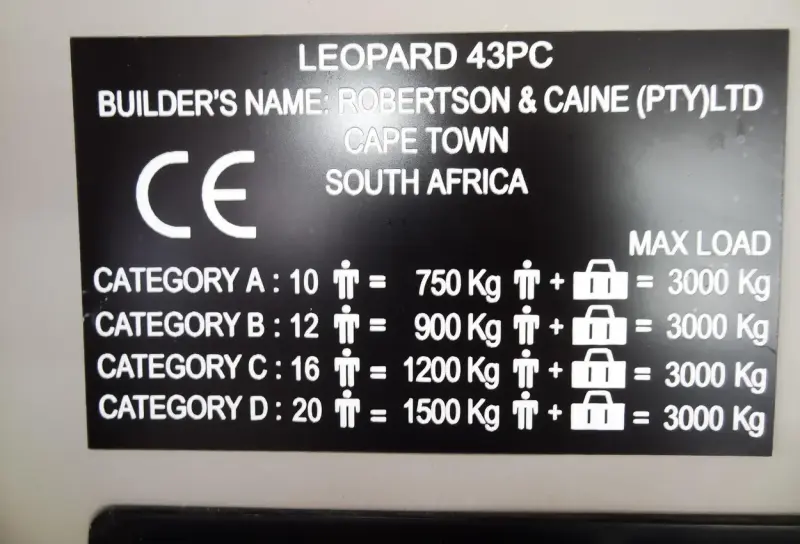 LEOPARD 43PC
BUILDER'S NAME: ROBERTSON & CAINE (PTY)LTD
CAPE TOWN
SOUTH AFRICA
CE
MAX LOAD
CATEGORY A : 10 = 750 Kg + = 3000 Kg
CATEGORY B : 12 = 900 Kg + = 3000 Kg
CATEGORY C : 16 = 1200 Kg + = 3000 Kg
CATEGORY D : 20 = 1500 Kg + = 3000 Kg